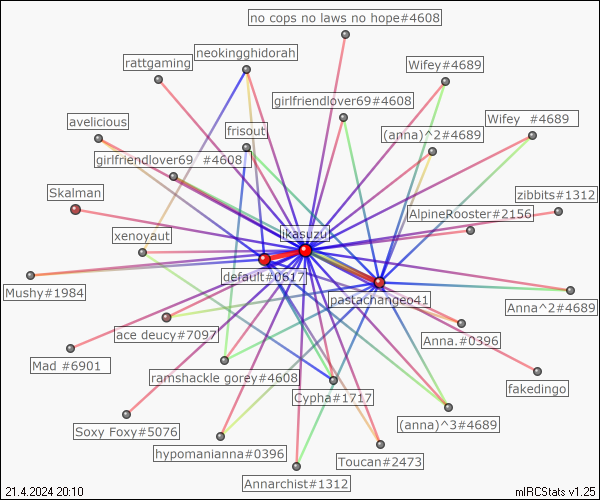 no cops no laws no hope#4608
neokingghidorah
rattgaming
Wifey#4689
girlfriendlover69#4608
avelicious
frisout
(anna)^2#4689
Wifey #4689
girlfriendlover69 #4608
Skalman
zibbits#1312
AlpineRooster#2156
ikasuzu
xenoyaut
default#0617
Mushy#1984
pastachangeo41
Anna^2#4689
ace deucy#7097
Anna.#0396
Mad #6901
ramshackle gorey#4608
fakedingo
Cypha#1717
Soxy Foxy#5076
(anna)^3#4689
hypomanianna#0396
Toucan#2473
Annarchist#1312
21.4.2024 20:10
mIRCStats v1.25